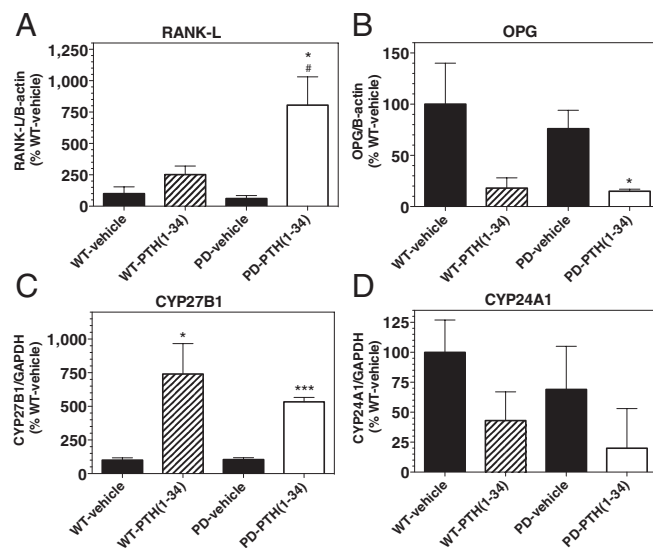 A
RANK-L
RANK-L/B-actin
(% WT-vehicle)
1,250
1,000
750
500
250
0
*
#
WT-vehicle
WT-PTH(1-34)
PD-vehicle
PD-PTH(1-34)
B
OPG
OPG/B-actin
(% WT-vehicle)
150
100
50
0
*
WT-vehicle
WT-PTH(1-34)
PD-vehicle
PD-PTH(1-34)
C
CYP27B1
CYP27B1/GAPDH
(% WT-vehicle)
1,000
750
500
250
0
*
***
WT-vehicle
WT-PTH(1-34)
PD-vehicle
PD-PTH(1-34)
D
CYP24A1
CYP24A1/GAPDH
(% WT-vehicle)
125
100
75
50
25
0
WT-vehicle
WT-PTH(1-34)
PD-vehicle
PD-PTH(1-34)